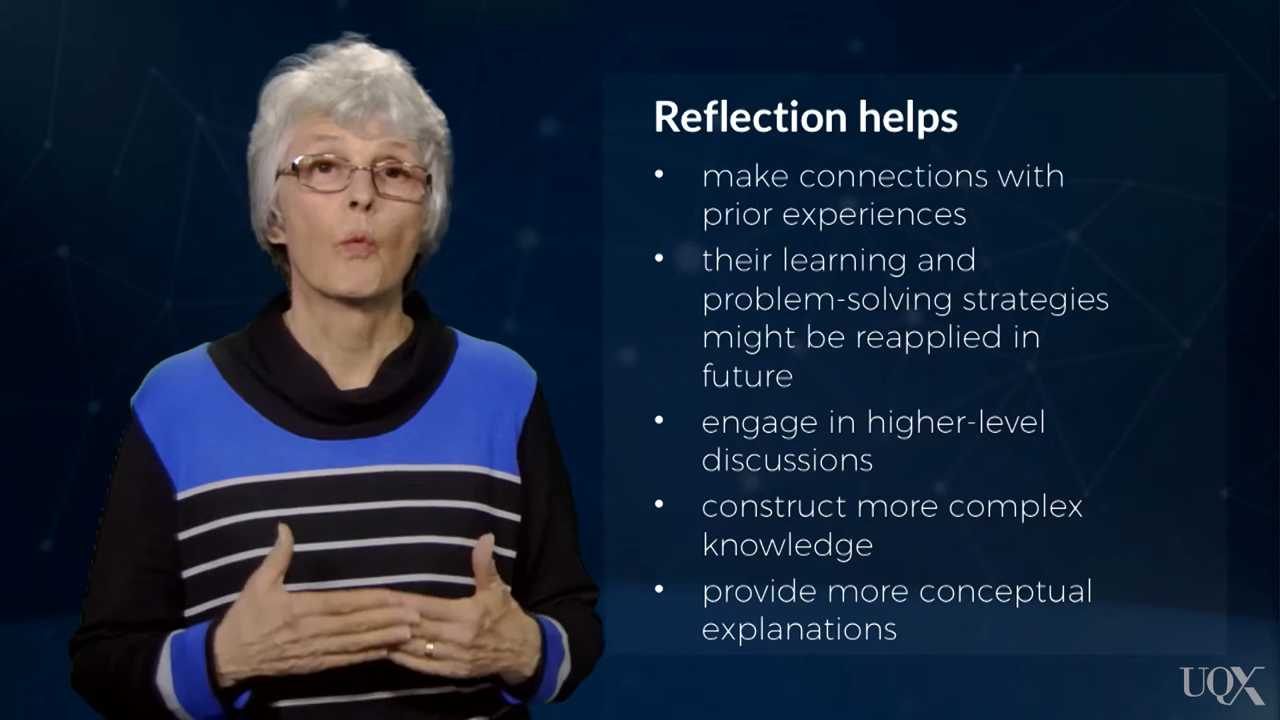 Reflection helps
• make connections with
prior experiences
• their learning and
problem-solving strategies
might be reapplied in
future
• engage in higher-level
discussions
• construct more complex
knowledge
• provide more conceptual
explanations
UQX